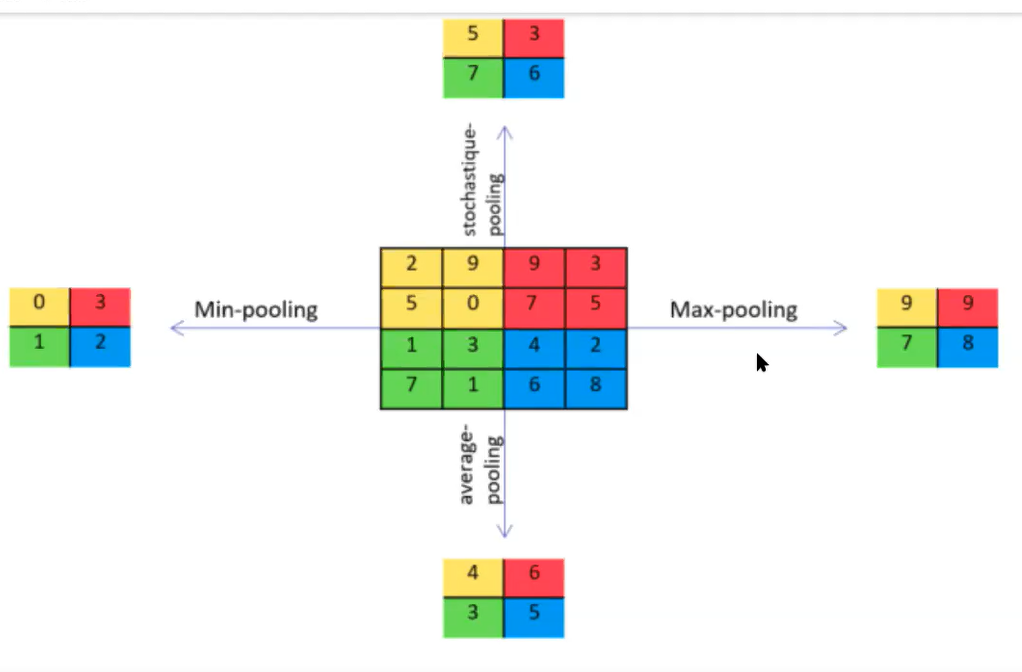 5 3
7 6
stochastique-
pooling
2 9 9 3
5 0 7 5
1 3 4 2
7 1 6 8
Min-pooling
0 3
1 2
Max-pooling
9 9
7 8
average-
pooling
4 6
3 5